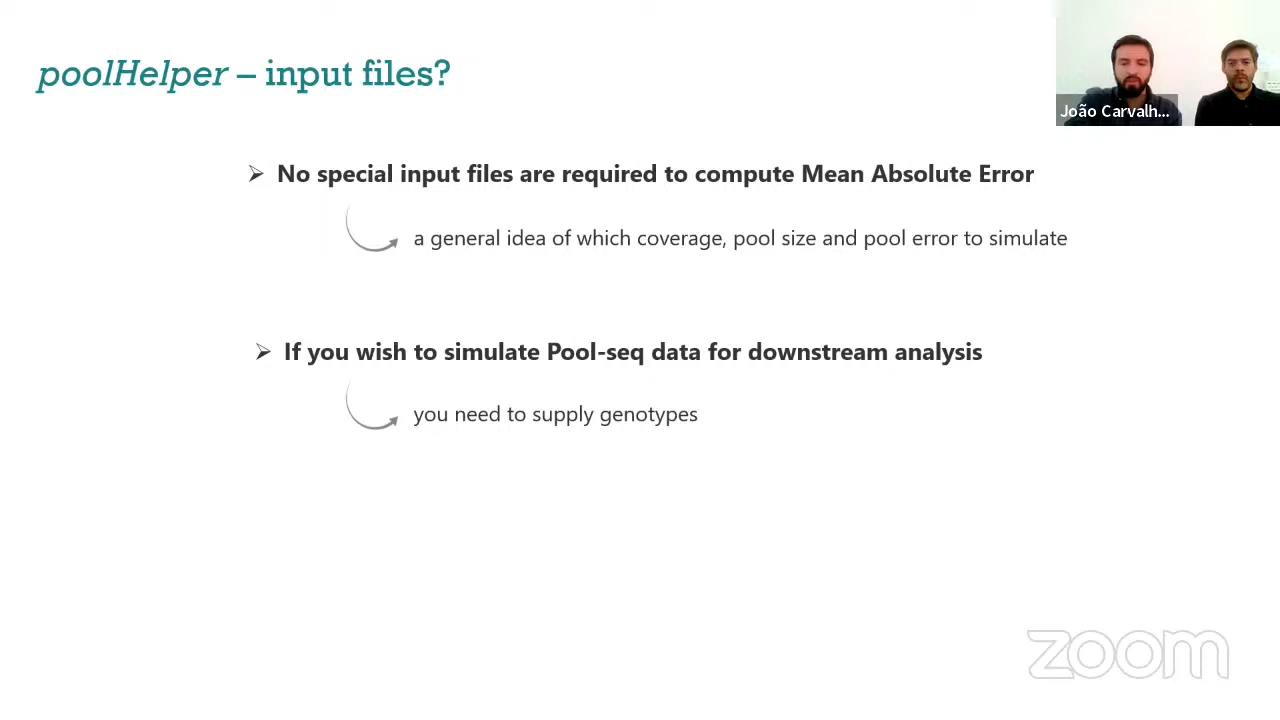 poolHelper – input files?
João Carvalh...
➢ No special input files are required to compute Mean Absolute Error
a general idea of which coverage, pool size and pool error to simulate
➢ If you wish to simulate Pool-seq data for downstream analysis
you need to supply genotypes
zoom